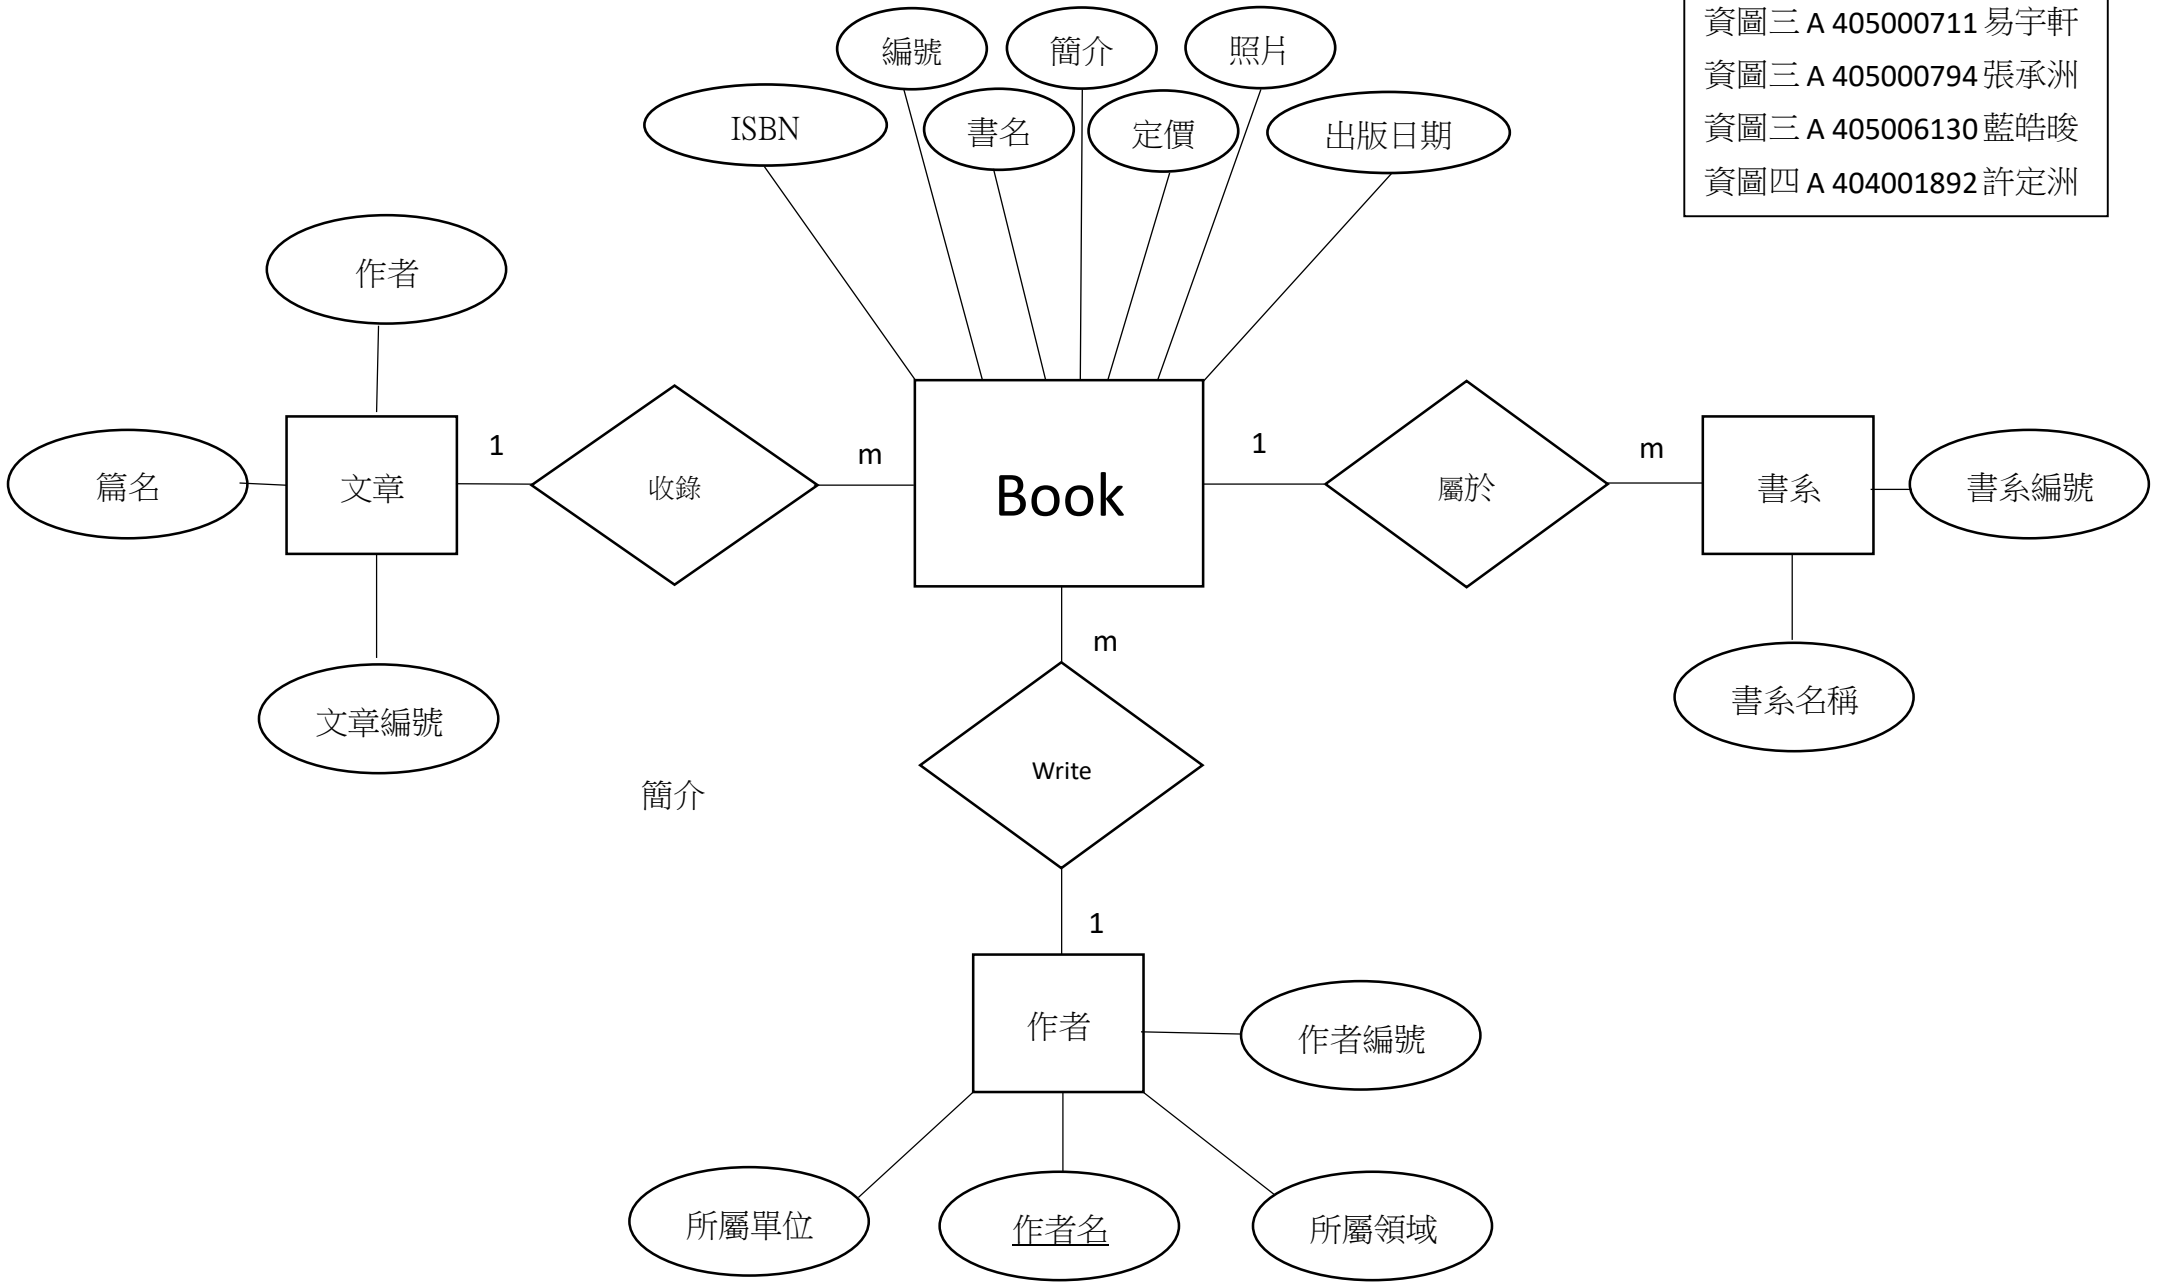 資圖三 A 405000711 易宇軒
資圖三 A 405000794 張承洲
資圖三 A 405006130 藍皓晙
資圖四 A 404001892 許定洲
編號
簡介
照片
ISBN
書名
定價
出版日期
作者
篇名
文章
1
收錄
m
Book
1
屬於
m
書系
書系編號
文章編號
m
書系名稱
Write
簡介
1
作者
作者編號
所屬單位
作者名
所屬領域